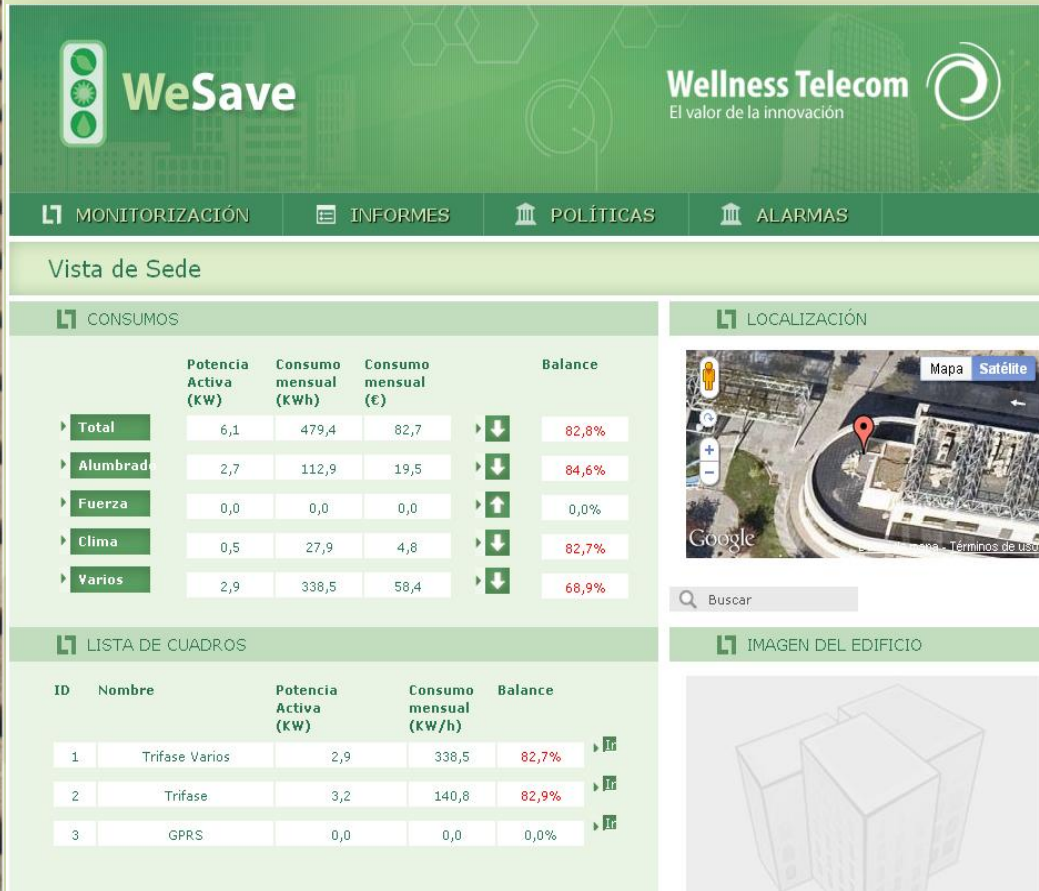 WeSave
Wellness Telecom
El valor de la innovación
MONITORIZACIÓN INFORMES POLÍTICAS ALARMAS
Vista de Sede
CONSUMOS
Potencia Activa (KW) Consumo mensual (KWh) Consumo mensual (€) Balance
Total 6,1 479,4 82,7 82,8%
Alumbrado 2,7 112,9 19,5 84,6%
Fuerza 0,0 0,0 0,0 0,0%
Clima 0,5 27,9 4,8 82,7%
Varios 2,9 338,5 58,4 68,9%
LOCALIZACIÓN
Mapa Satélite
Google
Términos de uso
Buscar
LISTA DE CUADROS
ID Nombre Potencia Activa (KW) Consumo mensual (KW/h) Balance
1 Trifase Varios 2,9 338,5 82,7% Ir
2 Trifase 3,2 140,8 82,9% Ir
3 GPRS 0,0 0,0 0,0% Ir
IMAGEN DEL EDIFICIO